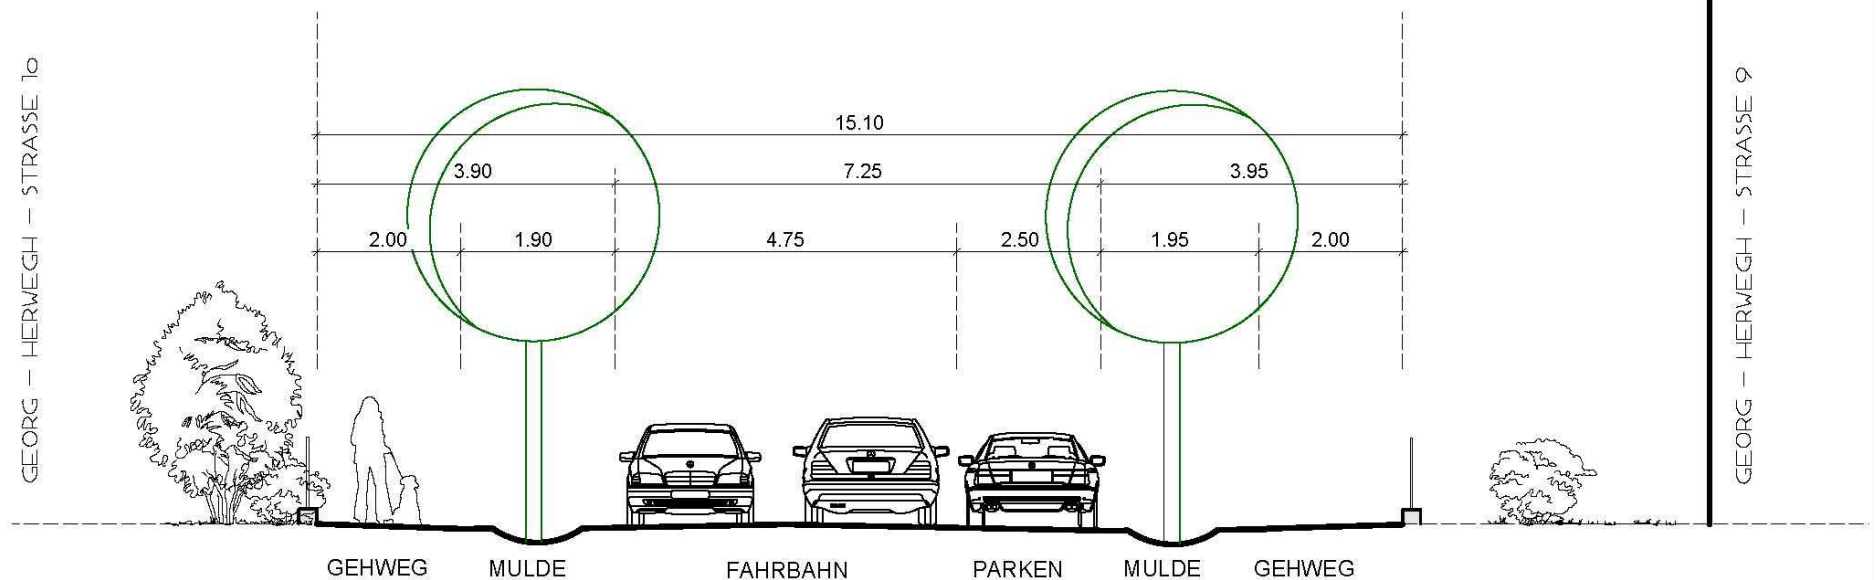 GEORG - HERWEGH - STRASSE 10
15.10
3.90 7.25 3.95
2.00 1.90 4.75 2.50 1.95 2.00
GEORG - HERWEGH - STRASSE 9
GEHWEG MULDE FAHRBAHN PARKEN MULDE GEHWEG